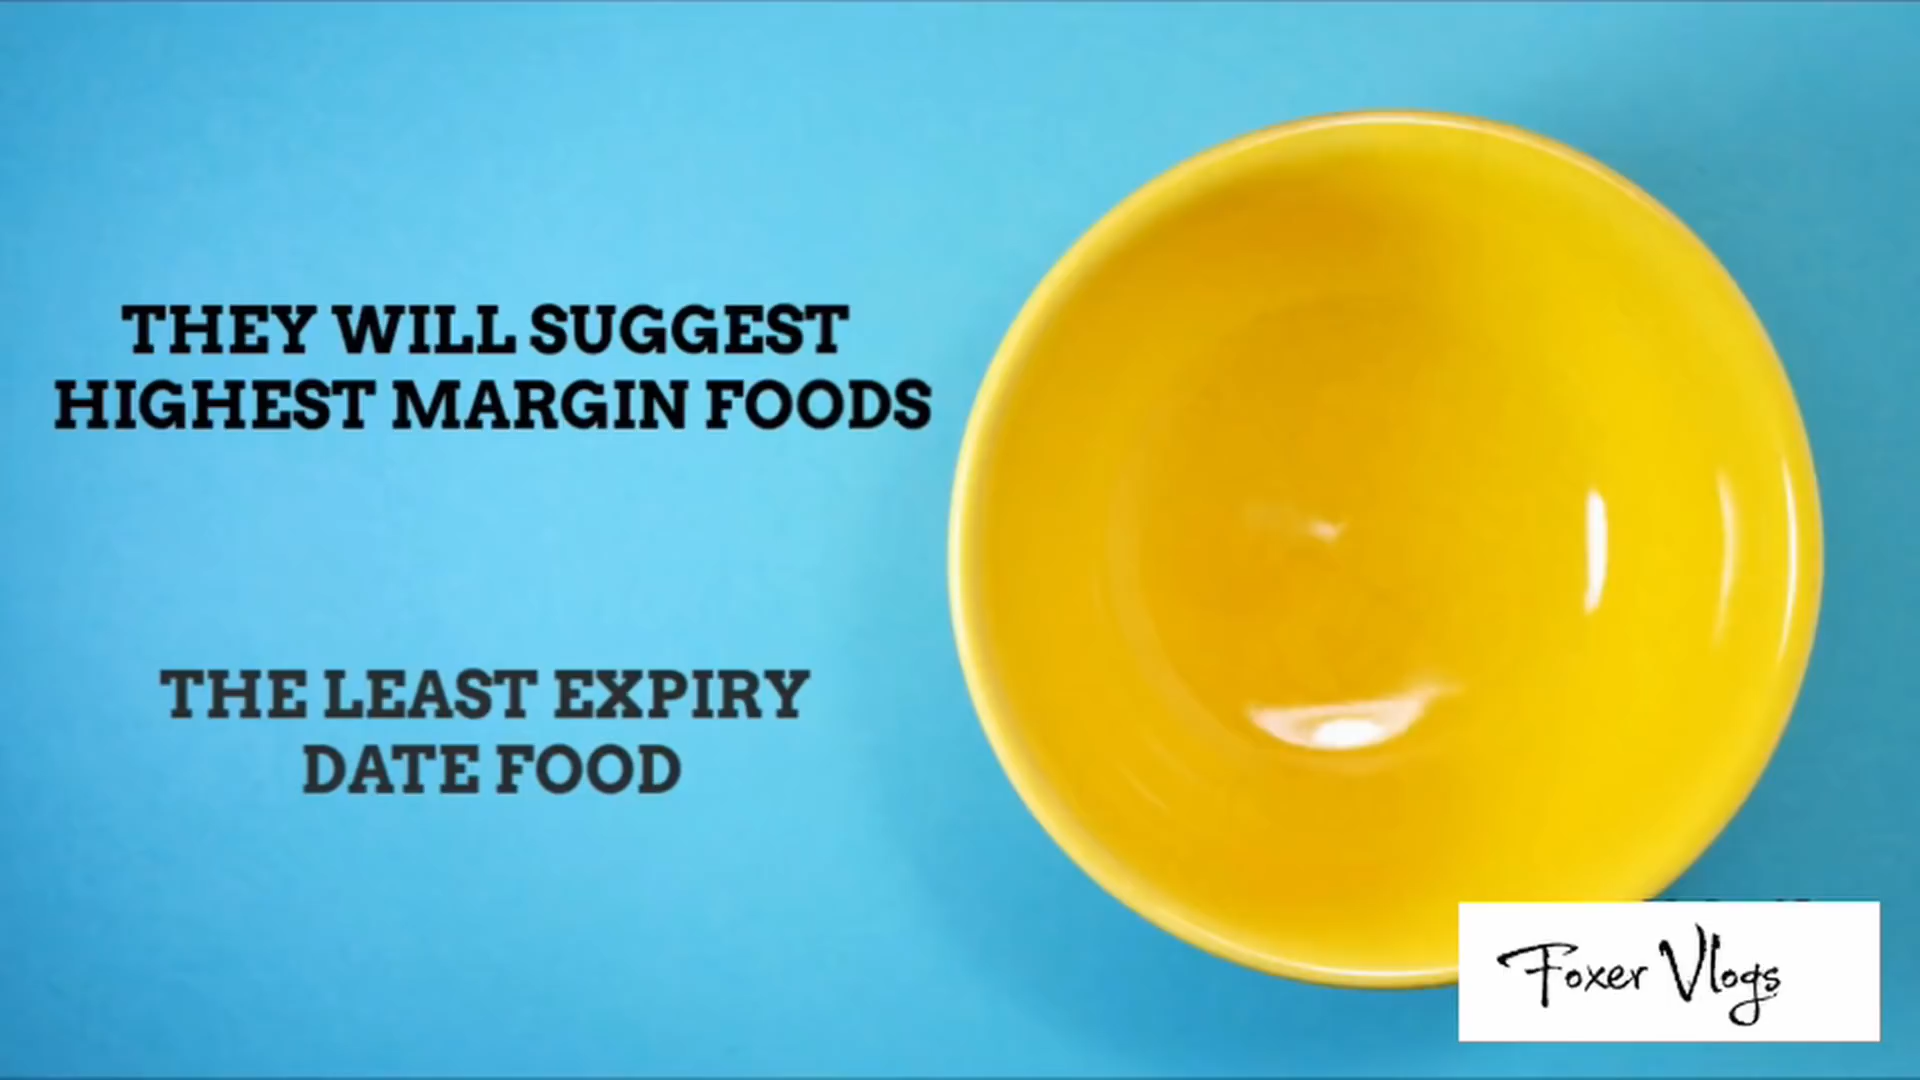 THEY WILL SUGGEST
HIGHEST MARGIN FOODS
THE LEAST EXPIRY
DATE FOOD
Foxer Vlogs